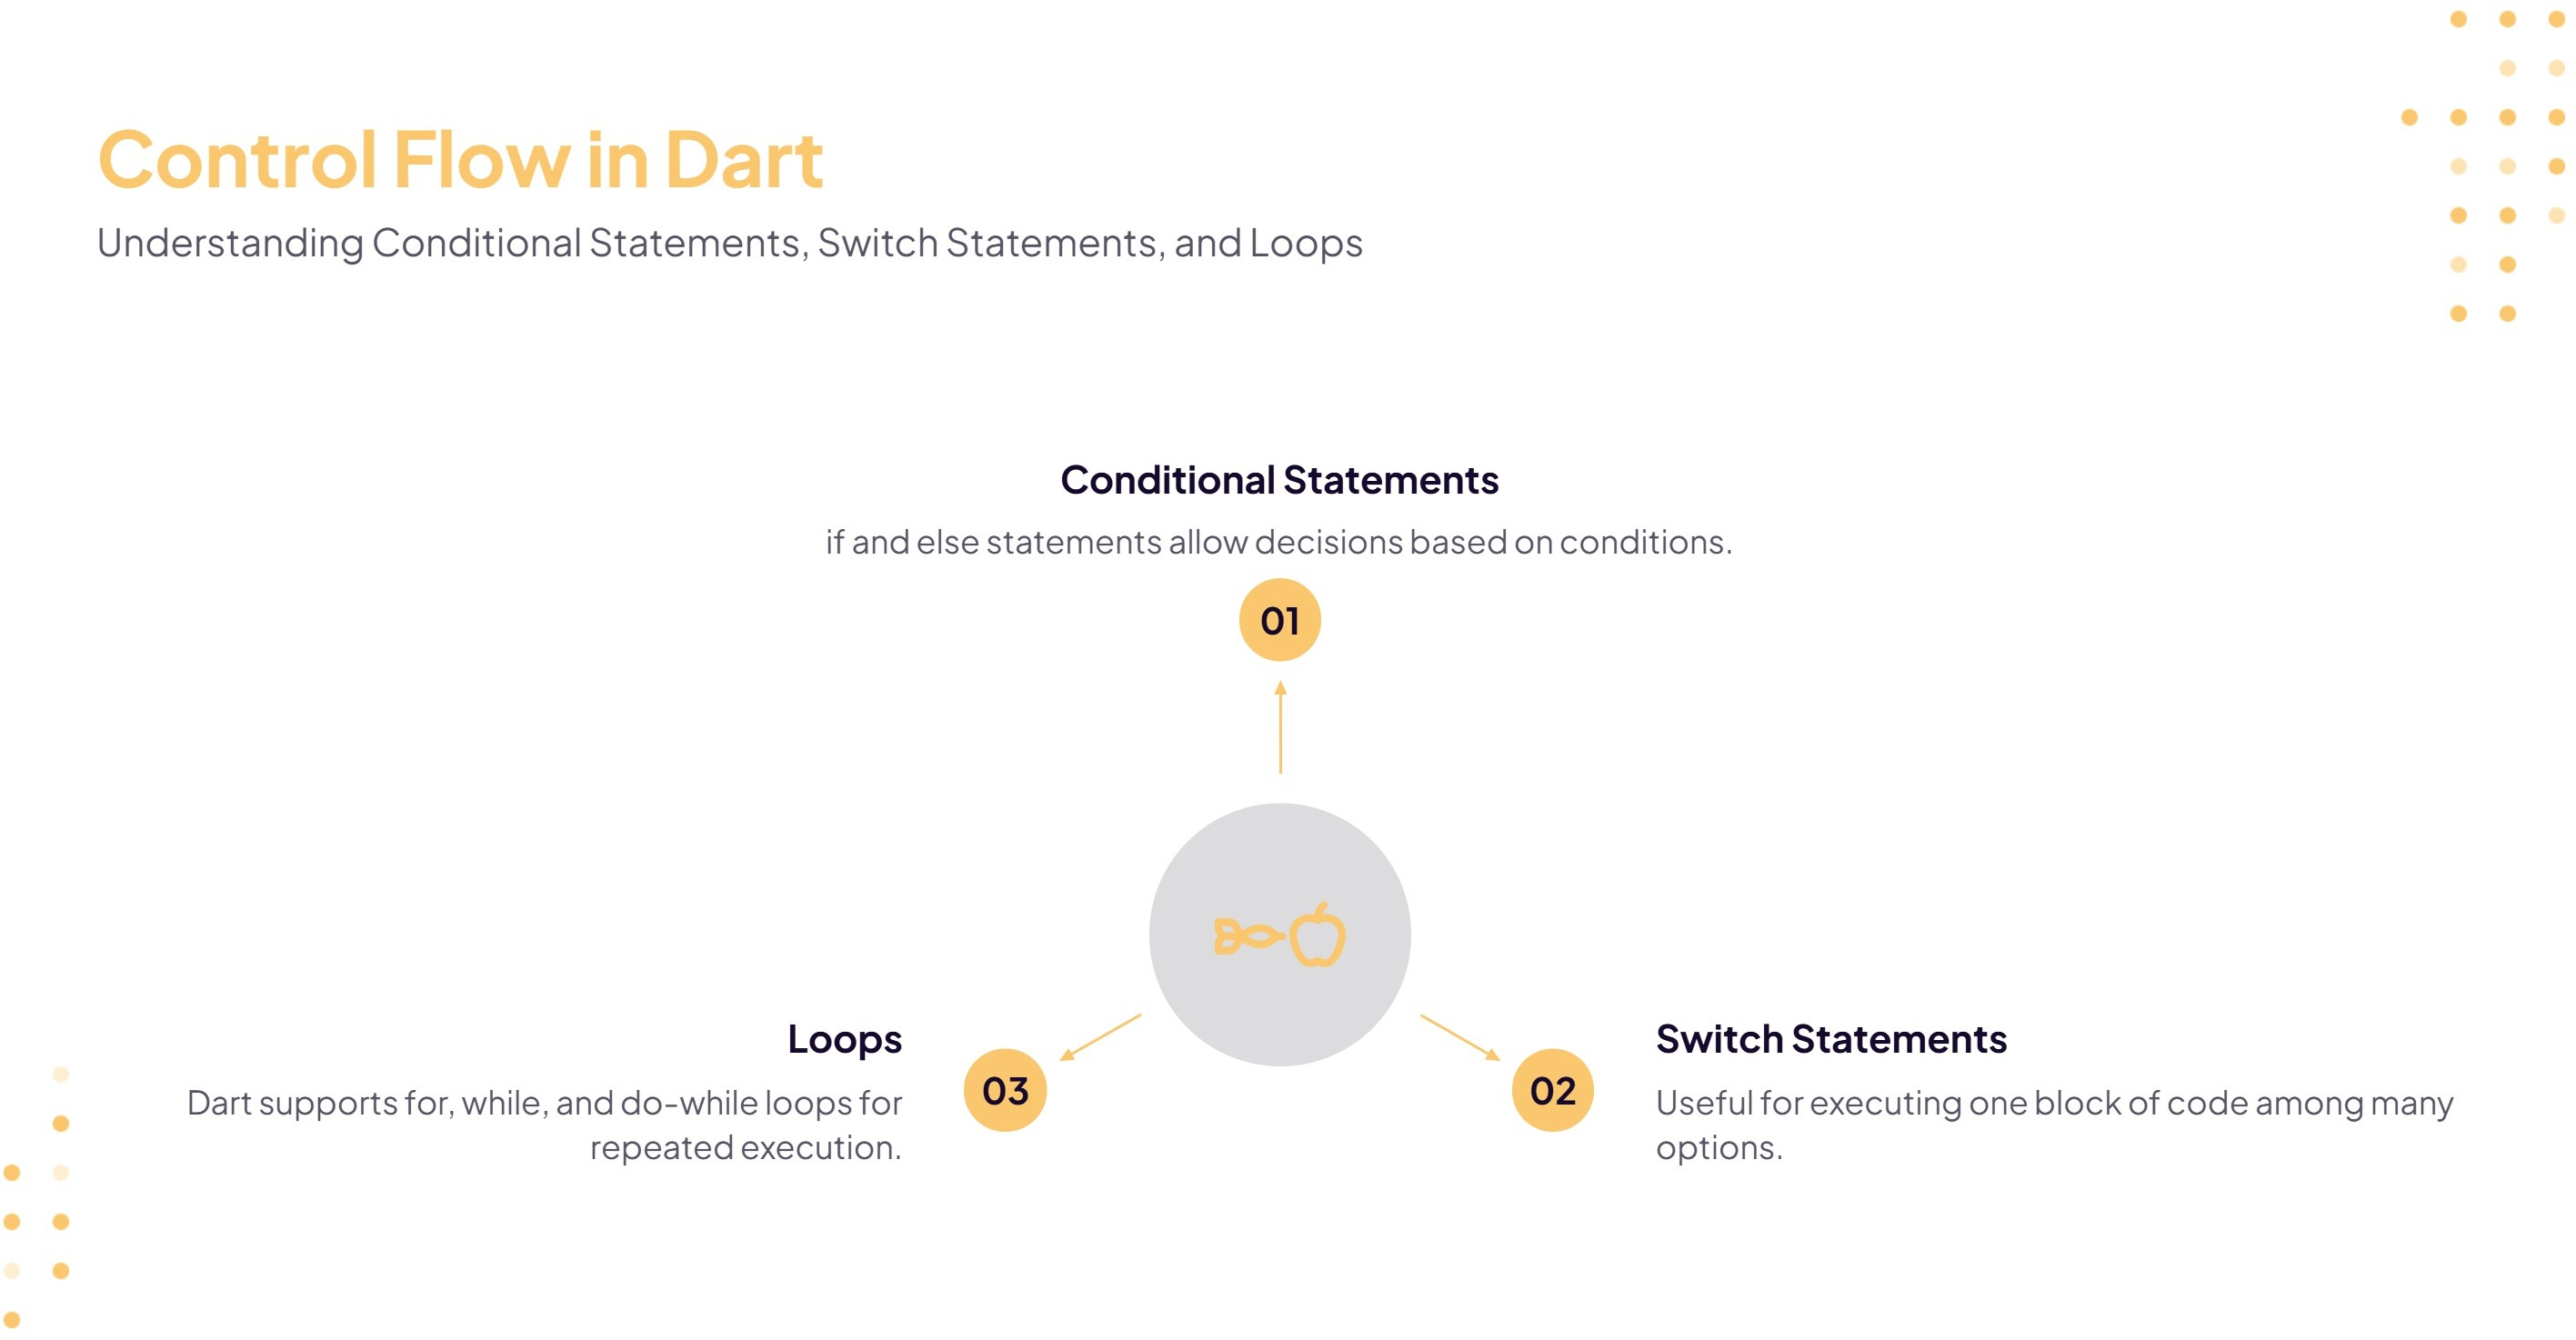 Control Flow in Dart
Understanding Conditional Statements, Switch Statements, and Loops
Conditional Statements
if and else statements allow decisions based on conditions.
01
Loops
Dart supports for, while, and do-while loops for
repeated execution.
03
02
Switch Statements
Useful for executing one block of code among many
options.